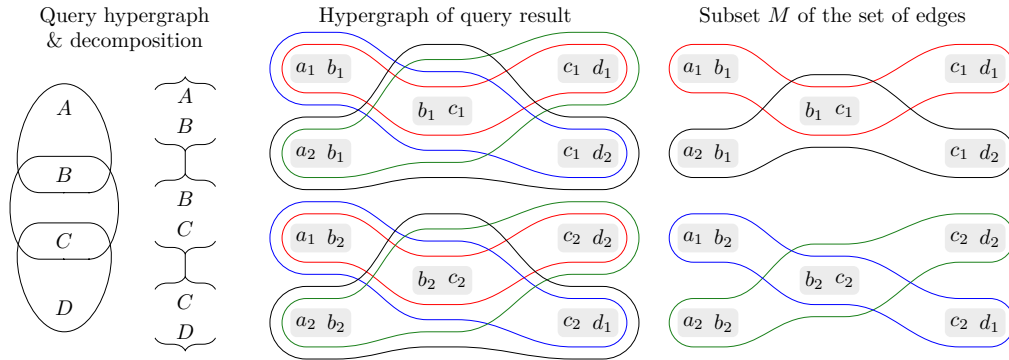 Query hypergraph
& decomposition
A
B
C
D
A
B
B
C
C
D
Hypergraph of query result
a₁ b₁
c₁ d₁
b₁ c₁
a₂ b₁
c₁ d₂
a₁ b₂
c₂ d₂
b₂ c₂
a₂ b₂
c₂ d₁
Subset M of the set of edges
a₁ b₁
c₁ d₁
b₁ c₁
a₂ b₁
c₁ d₂
a₁ b₂
c₂ d₂
b₂ c₂
a₂ b₂
c₂ d₁